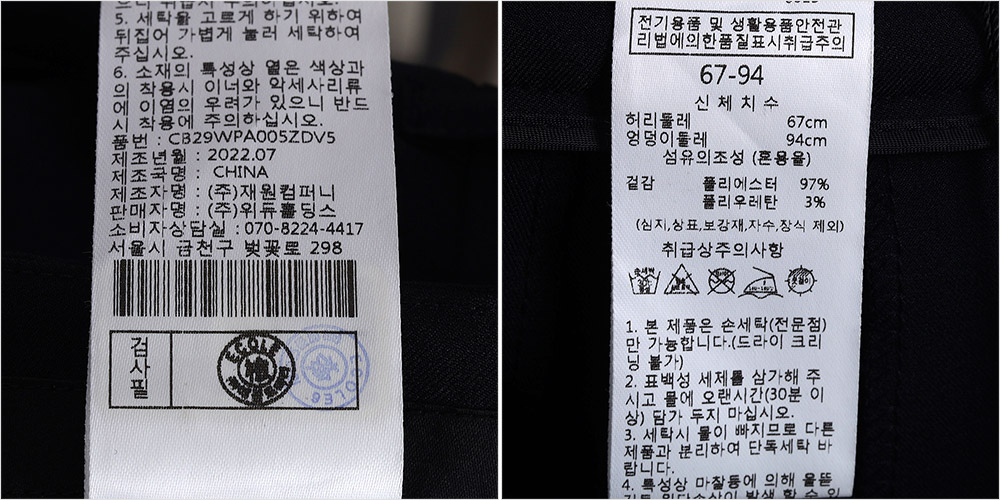 5. 세탁물 고르게 하기 위하여
뒤집어 가볍게 눌러 세탁하여
주십시오.
6. 소재의 특성상 옅은 색상과
의 착용시 이너와 악세사리류
에 이염의 우려가 있으니 반드
시 착용에 주의하십시오.
품번 : CB29WPA005ZDV5
제조년월 : 2022.07
제조국명 : CHINA
제조자명 : (주)재원컴퍼니
판매자명 : (주)위듀홀딩스
소비자상담실 : 070-8224-4417
서울시 금천구 벚꽃로 298
검사필
ECOLE
전기용품 및 생활용품안전관
리법에의한품질표시취급주의
67-94
신체치수
허리둘레 67cm
엉덩이둘레 94cm
섬유의조성 (혼용율)
겉감 폴리에스터 97%
폴리우레탄 3%
(심지,상표,보강재,자수,장식 제외)
취급상주의사항
1. 본 제품은 손세탁(전문점)
만 가능합니다.(드라이 크리
닝 불가)
2. 표백성 세제를 삼가해 주
시고 물에 오랜시간(30분 이
상) 담가 두지 마십시오.
3. 세탁시 물이 빠지므로 다른
제품과 분리하여 단독세탁 바
랍니다.
4. 특성상 마찰등에 의해 올뜯